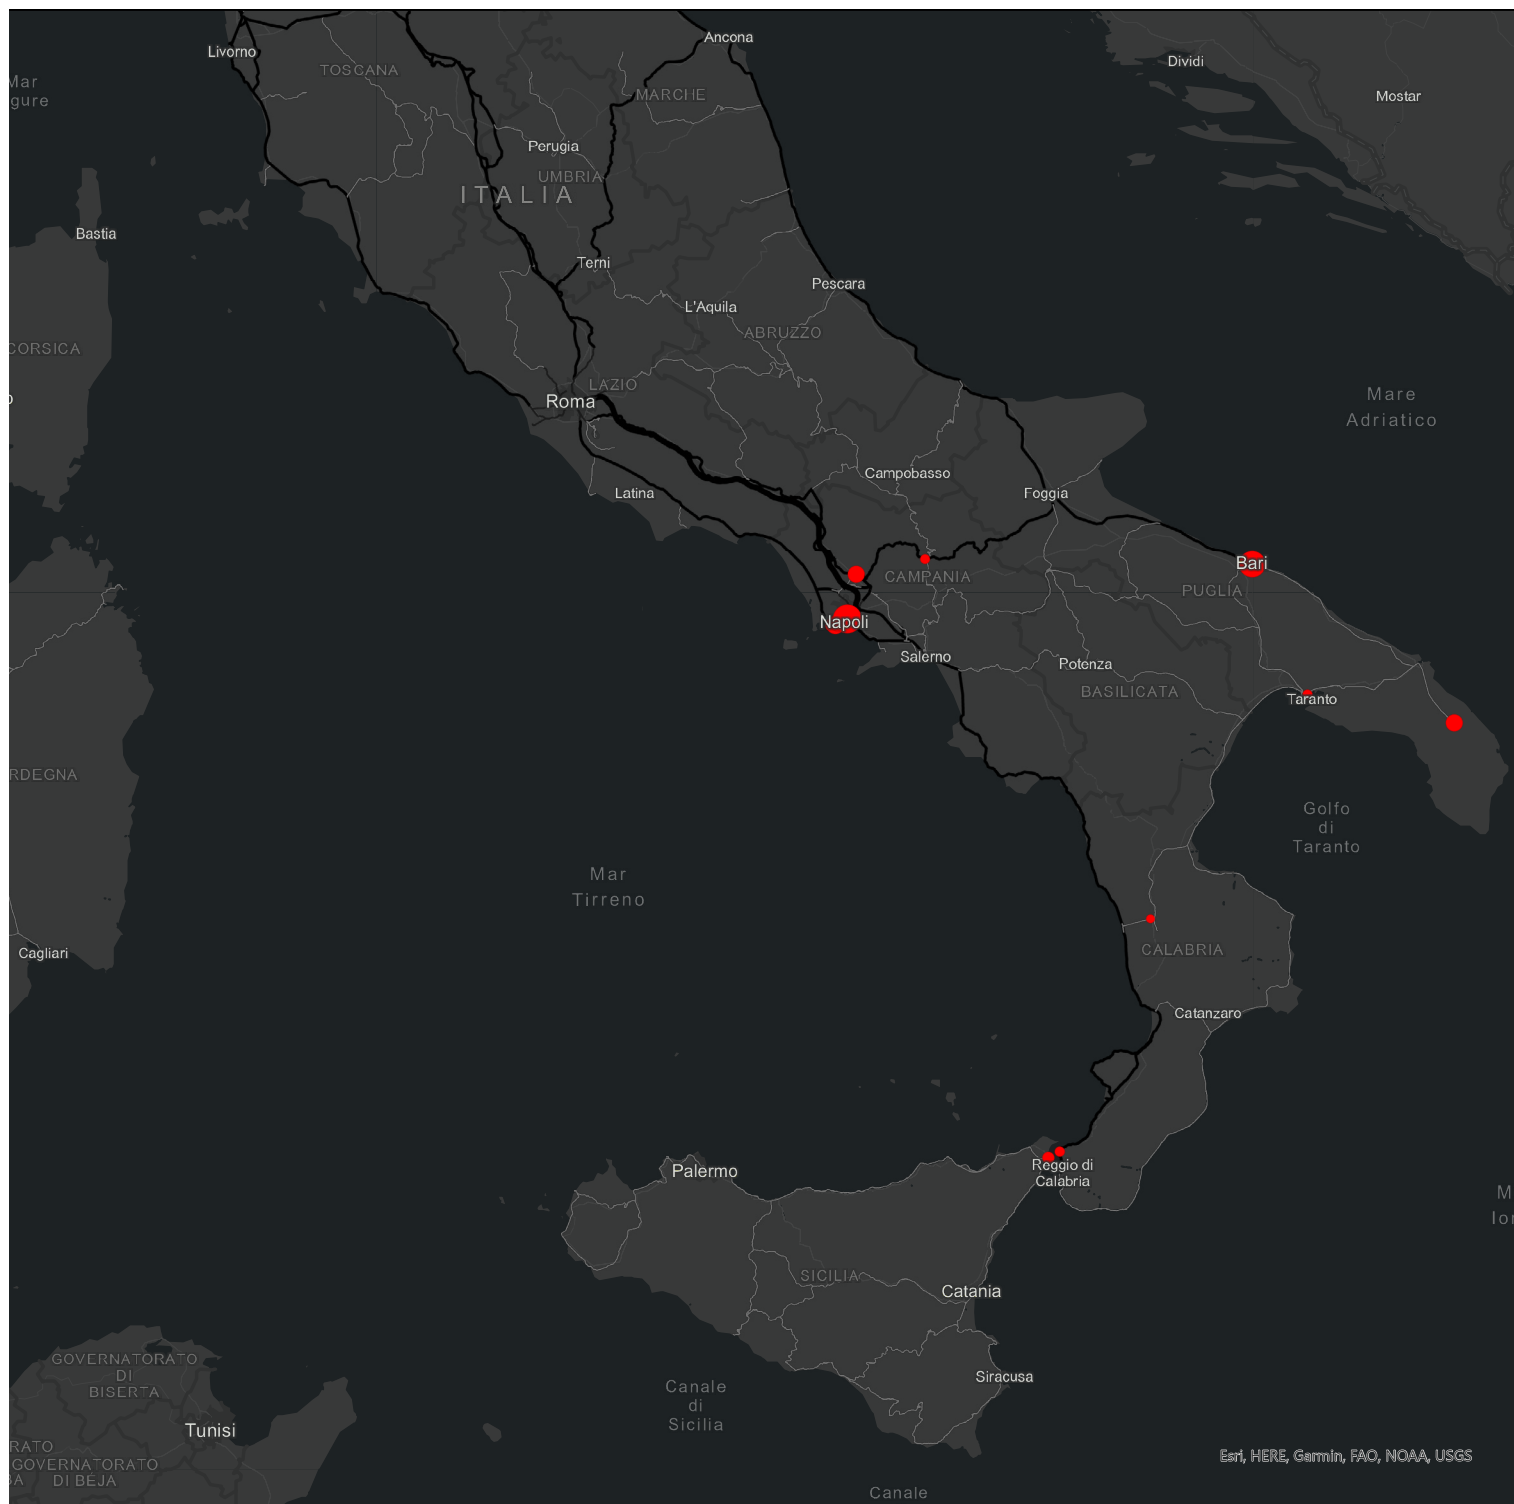 Ancona
Livorno
Dividi
TOSCANA
Mar
gure
MARCHE
Mostar
Perugia
UMBRIA
ITALIA
Bastia
Terni
Pescara
L'Aquila
ABRUZZO
CORSICA
LAZIO
Roma
Mare
Adriatico
Campobasso
Latina
Foggia
Bari
CAMPANIA
PUGLIA
Napoli
Salerno
Potenza
BASILICATA
Taranto
RDEGNA
Golfo
di
Taranto
Mar
Tirreno
CALABRIA
Cagliari
Catanzaro
Reggio di
Calabria
Palermo
M
Ior
SICILIA
Catania
GOVERNATORATO
DI
BISERTA
Siracusa
Canale
di
Sicilia
Tunisi
RATO
GOVERNATORATO
DI BÉJA
BA
Esri, HERE, Garmin, FAO, NOAA, USGS
Canale